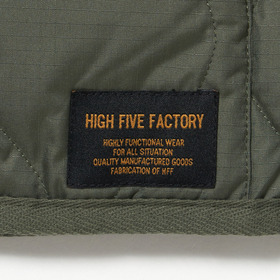 HIGH FIVE FACTORY
HIGHLY FUNCTIONAL WEAR
FOR ALL SITUATION
QUALITY MANUFACTURED GOODS
FABRICATION OF HFF